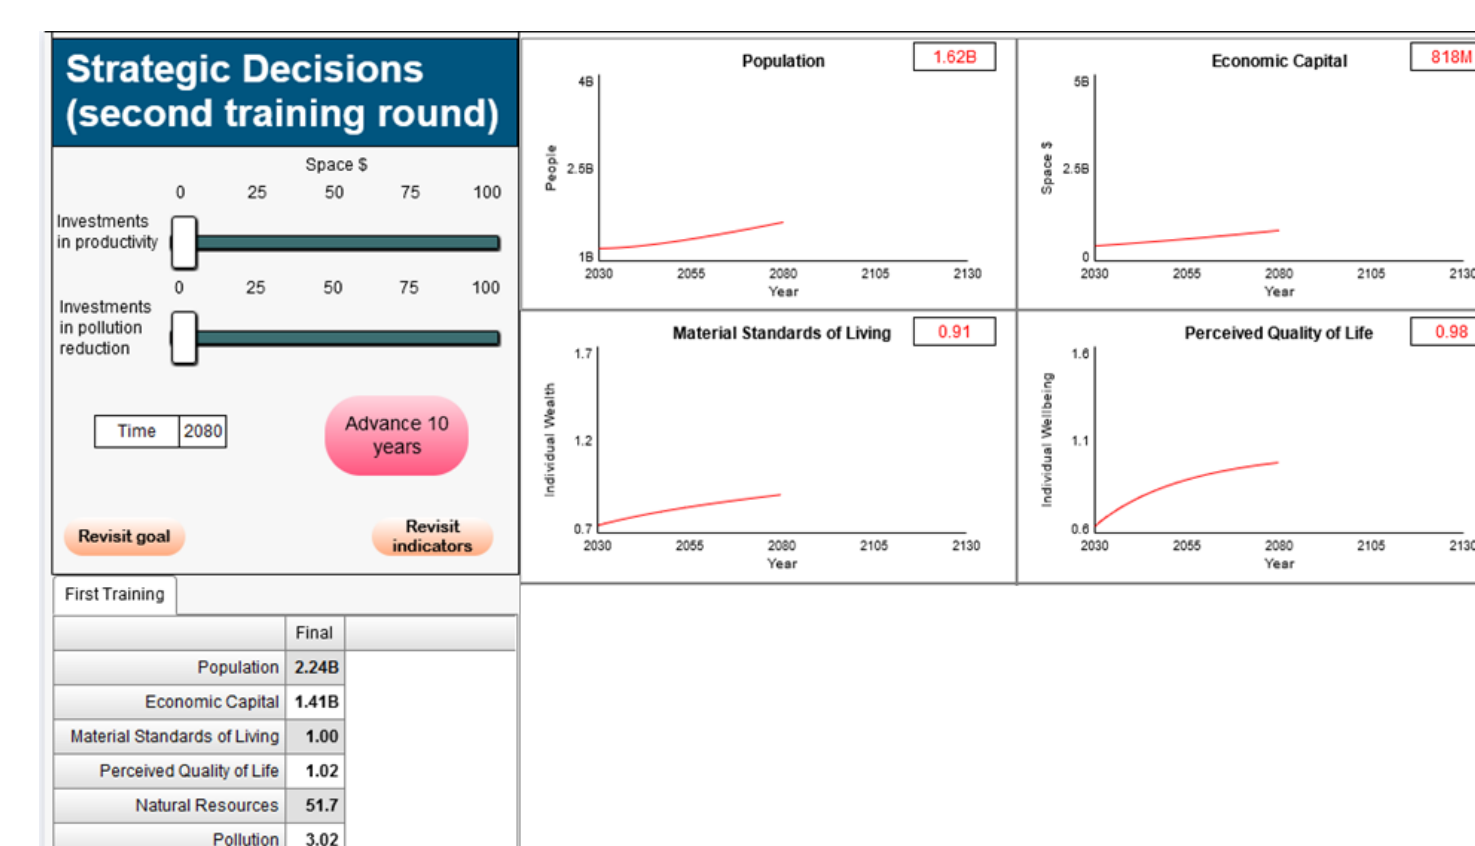 Strategic Decisions
(second training round)
Space $
0 25 50 75 100
Investments
in productivity
0 25 50 75 100
Investments
in pollution
reduction
Time 2080
Advance 10
years
Revisit goal
Revisit
indicators
First Training
Final
Population 2.24B
Economic Capital 1.41B
Material Standards of Living 1.00
Perceived Quality of Life 1.02
Natural Resources 51.7
Pollution 3.02
Population 1.62B
4B
People
2.5B
1B
2030 2055 2080 2105 2130
Year
Economic Capital 818M
5B
Space $
2.5B
0
2030 2055 2080 2105 2130
Year
Material Standards of Living 0.91
1.7
Individual Wealth
1.2
0.7
2030 2055 2080 2105 2130
Year
Perceived Quality of Life 0.98
1.6
Individual Wellbeing
1.1
0.6
2030 2055 2080 2105 2130
Year